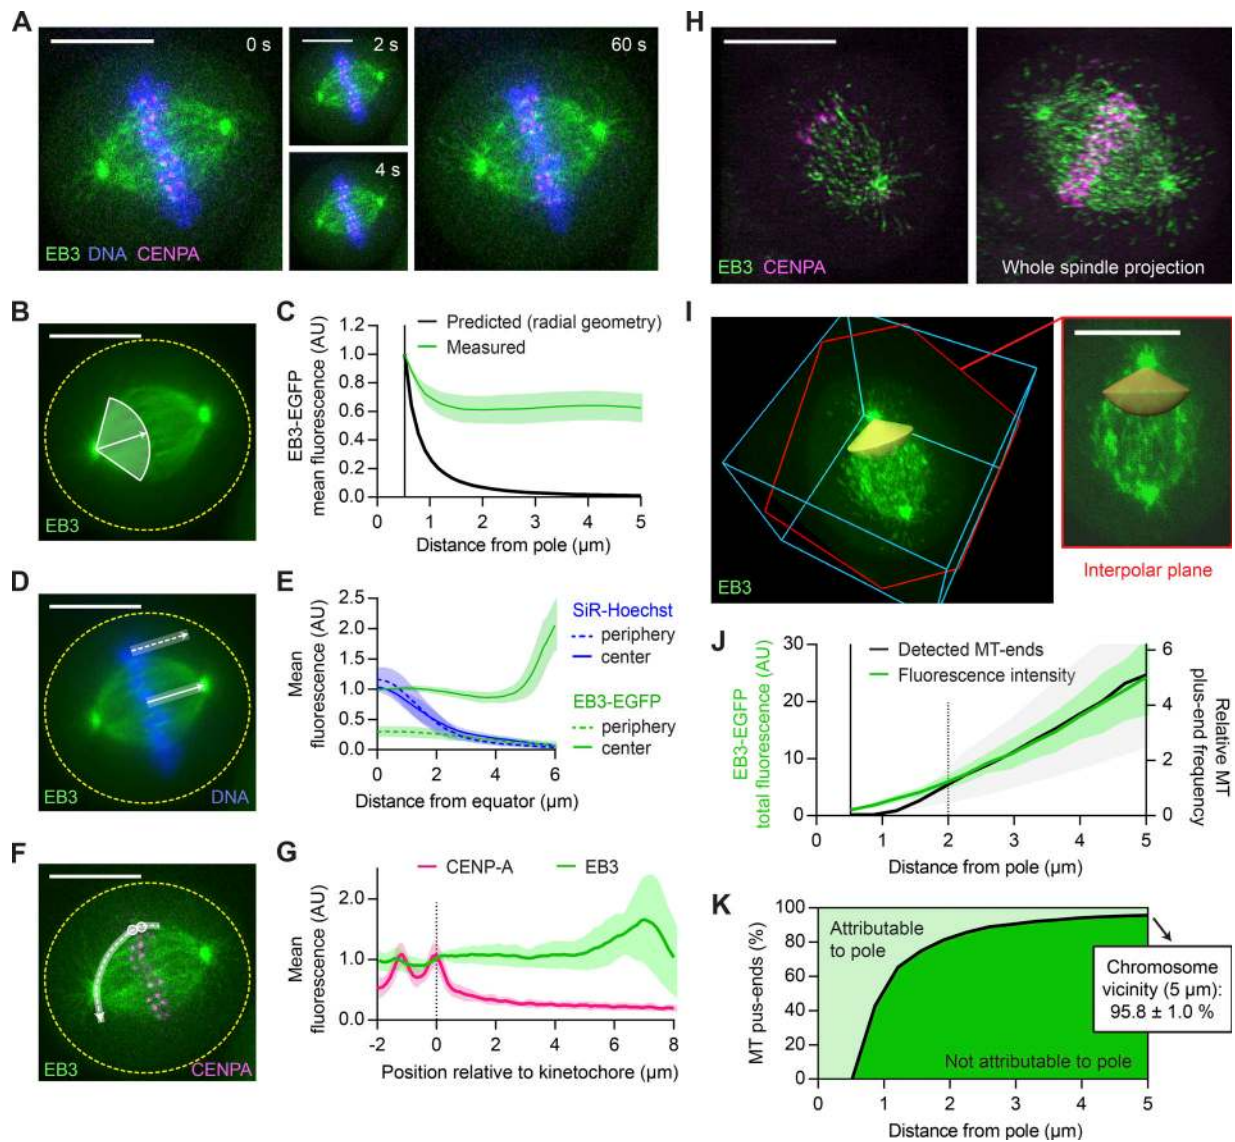 A
0 s
2 s
4 s
60 s
EB3 DNA CENPA
H
EB3 CENPA
Whole spindle projection
B
EB3
C
Predicted (radial geometry)
Measured
EB3-EGFP
mean fluorescence (AU)
1.2
1.0
0.8
0.6
0.4
0.2
0.0
0 1 2 3 4 5
Distance from pole (µm)
I
EB3
Interpolar plane
D
EB3 DNA
E
Mean
fluorescence (AU)
2.5
2.0
1.5
1.0
0.5
0.0
0 2 4 6
Distance from equator (µm)
SiR-Hoechst
periphery
center
EB3-EGFP
periphery
center
J
Detected MT-ends
Fluorescence intensity
EB3-EGFP
total fluorescence (AU)
30
20
10
0
6
4
2
0
Relative MT
plus-end frequency
0 1 2 3 4 5
Distance from pole (µm)
F
EB3 CENPA
G
CENP-A EB3
Mean
fluorescence (AU)
2.0
1.0
0.0
-2 0 2 4 6 8
Position relative to kinetochore (µm)
K
MT pus-ends (%)
100
80
60
40
20
0
Attributable
to pole
Not attributable to pole
Chromosome
vicinity (5 µm):
95.8 ± 1.0 %
0 1 2 3 4 5
Distance from pole (µm)